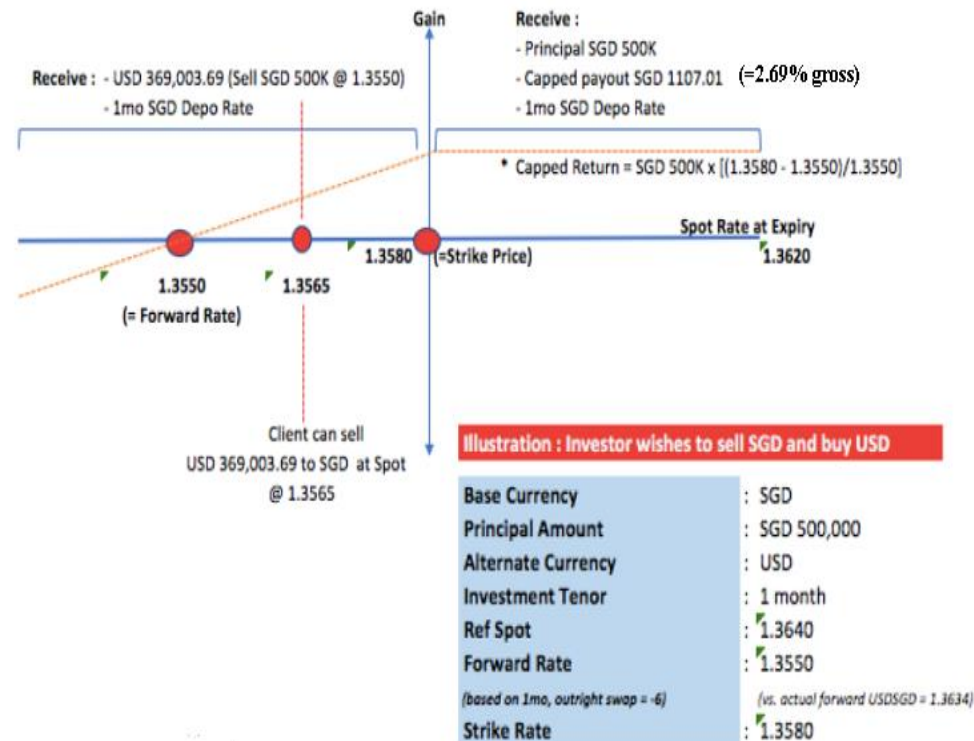 Gain
Receive :
- Principal SGD 500K
- Capped payout SGD 1107.01 (=2.69% gross)
- 1mo SGD Depo Rate
Receive : - USD 369,003.69 (Sell SGD 500K @ 1.3550)
- 1mo SGD Depo Rate
* Capped Return = SGD 500K x [(1.3580 - 1.3550)/1.3550]
Spot Rate at Expiry
1.3550
(= Forward Rate)
1.3565
1.3580 (=Strike Price)
1.3620
Client can sell
USD 369,003.69 to SGD at Spot
@ 1.3565
Illustration : Investor wishes to sell SGD and buy USD
Base Currency : SGD
Principal Amount : SGD 500,000
Alternate Currency : USD
Investment Tenor : 1 month
Ref Spot : 1.3640
Forward Rate : 1.3550
(based on 1mo, outright swap = -6) (vs. actual forward USDSGD = 1.3634)
Strike Rate : 1.3580